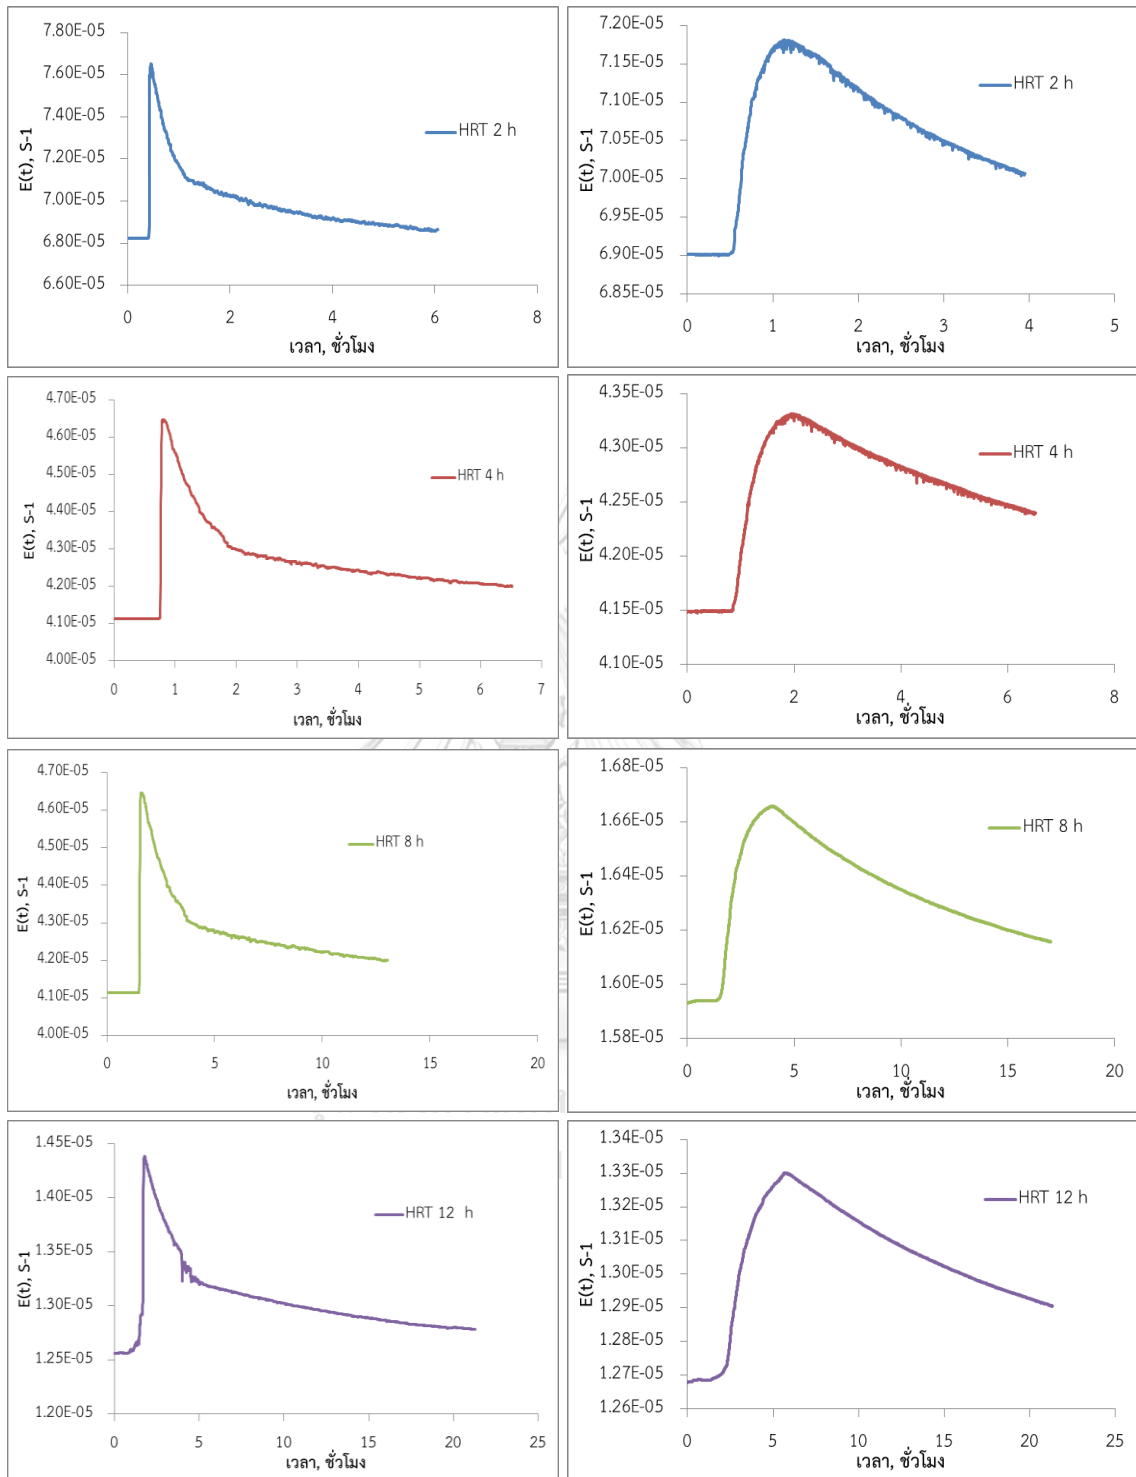 7.80E-05
7.60E-05
7.40E-05
7.20E-05
7.00E-05
6.80E-05
6.60E-05
E(t), S-1
HRT 2 h
0 2 4 6 8
เวลา, ชั่วโมง
7.20E-05
7.15E-05
7.10E-05
7.05E-05
7.00E-05
6.95E-05
6.90E-05
6.85E-05
E(t), S-1
HRT 2 h
0 1 2 3 4 5
เวลา, ชั่วโมง
4.70E-05
4.60E-05
4.50E-05
4.40E-05
4.30E-05
4.20E-05
4.10E-05
4.00E-05
E(t), S-1
HRT 4 h
0 1 2 3 4 5 6 7
เวลา, ชั่วโมง
4.35E-05
4.30E-05
4.25E-05
4.20E-05
4.15E-05
4.10E-05
E(t), S-1
HRT 4 h
0 2 4 6 8
เวลา, ชั่วโมง
4.70E-05
4.60E-05
4.50E-05
4.40E-05
4.30E-05
4.20E-05
4.10E-05
4.00E-05
E(t), S-1
HRT 8 h
0 5 10 15 20
เวลา, ชั่วโมง
1.68E-05
1.66E-05
1.64E-05
1.62E-05
1.60E-05
1.58E-05
E(t), S-1
HRT 8 h
0 5 10 15 20
เวลา, ชั่วโมง
1.45E-05
1.40E-05
1.35E-05
1.30E-05
1.25E-05
1.20E-05
E(t), S-1
HRT 12 h
0 5 10 15 20 25
เวลา, ชั่วโมง
1.34E-05
1.33E-05
1.32E-05
1.31E-05
1.30E-05
1.29E-05
1.28E-05
1.27E-05
1.26E-05
E(t), S-1
HRT 12 h
0 5 10 15 20 25
เวลา, ชั่วโมง